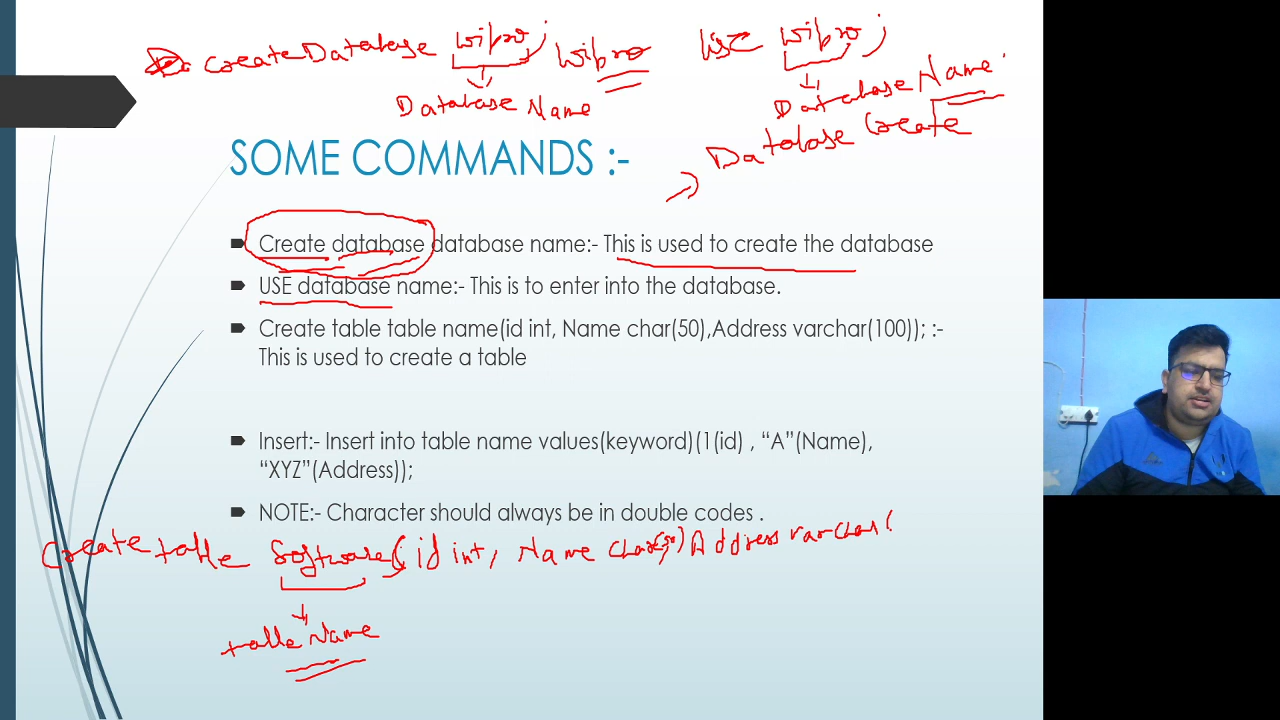 Create Database wipro; Wipro USE wipro;
Database Name Database Name.
Database Create
SOME COMMANDS :-
Create database database name:- This is used to create the database
USE database name:- This is to enter into the database.
Create table table name(id int, Name char(50),Address varchar(100)); :-
This is used to create a table
Insert:- Insert into table name values(keyword)(1(id) , “A”(Name),
“XYZ”(Address));
NOTE:- Character should always be in double codes .
Create table Software( id int, Name char(50) Address varchar(
table Name